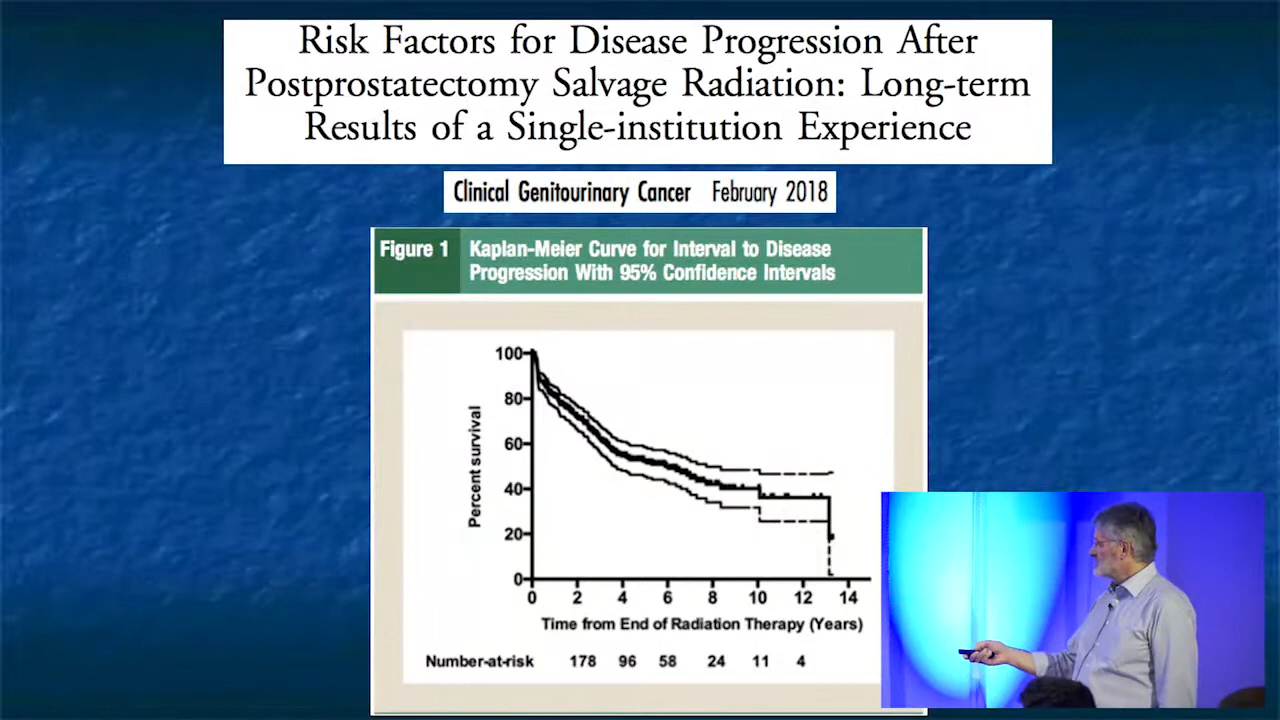 Risk Factors for Disease Progression After
Postprostatectomy Salvage Radiation: Long-term
Results of a Single-institution Experience
Clinical Genitourinary Cancer February 2018
Figure 1 Kaplan-Meier Curve for Interval to Disease
Progression With 95% Confidence Intervals
100
80
60
40
20
0
Percent survival
0 2 4 6 8 10 12 14
Time from End of Radiation Therapy (Years)
Number-at-risk 178 96 58 24 11 4